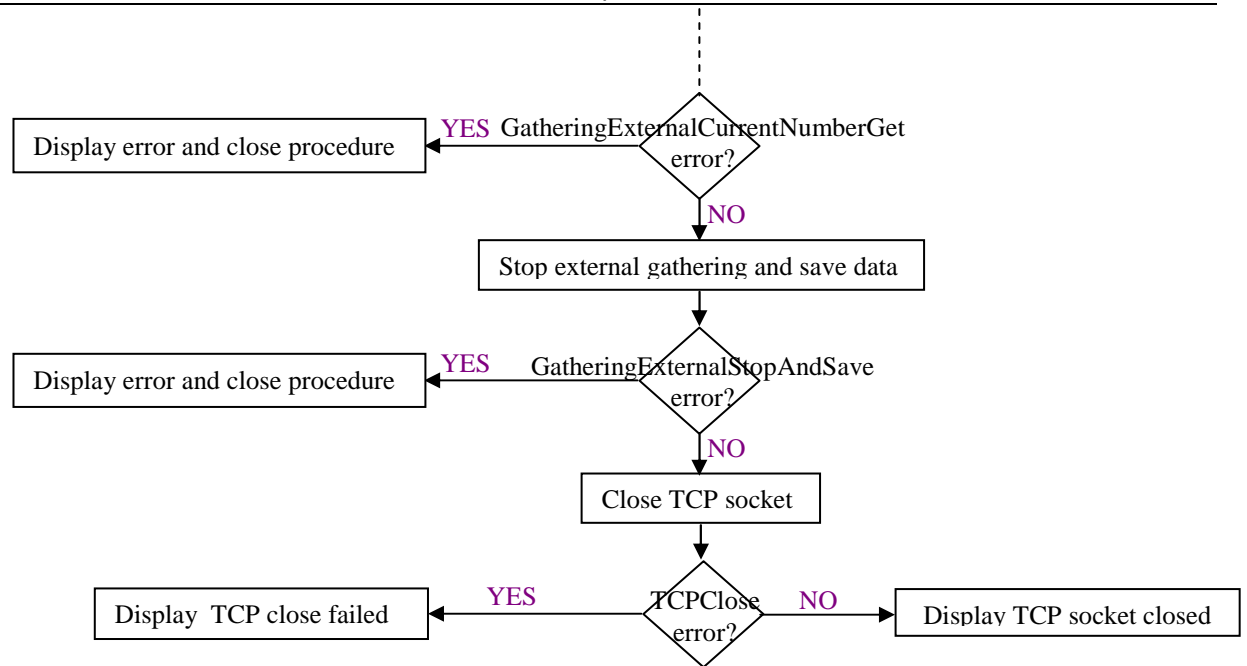 YES GatheringExternalCurrentNumberGet
Display error and close procedure
error?
NO
Stop external gathering and save data
YES GatheringExternalStopAndSave
Display error and close procedure
error?
NO
Close TCP socket
YES TCPClose NO
Display TCP close failed
error?
Display TCP socket closed